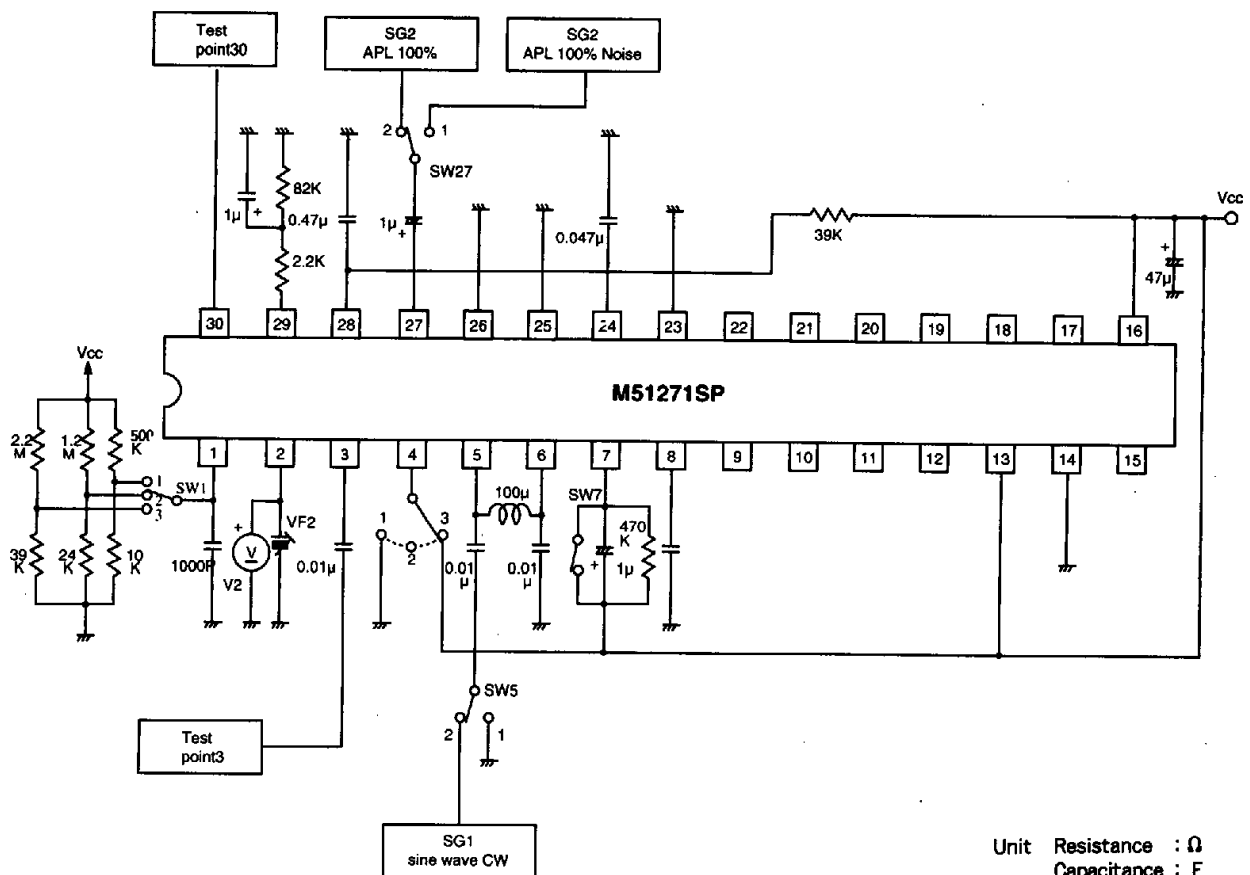 Test
point30
SG2
APL 100%
SG2
APL 100% Noise
2
1
SW27
1μ
+
82K
0.47μ
2.2K
1μ
+
0.047μ
39K
Vcc
+
47μ
30
29
28
27
26
25
24
23
22
21
20
19
18
17
16
M51271SP
1
2
3
4
5
6
7
8
9
10
11
12
13
14
15
Vcc
2.2
M
1.2
M
500
K
1
2
3
SW1
39
K
24
K
10
K
1000P
+
V
V2
VF2
0.01μ
1
2
3
100μ
0.01
μ
0.01
μ
SW7
470
K
+
1μ
SW5
2
1
Test
point3
SG1
sine wave CW
Unit Resistance : Ω
Capacitance : F